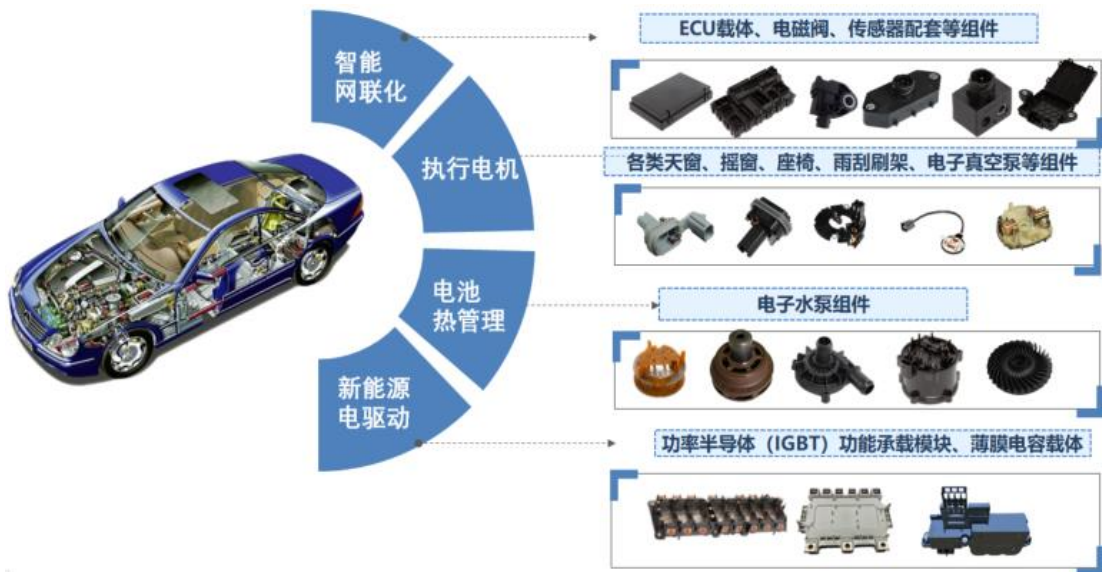 ECU载体、电磁阀、传感器配套等组件
智能
网联化
各类天窗、摇窗、座椅、雨刮刷架、电子真空泵等组件
执行电机
电池
热管理
电子水泵组件
新能源
电驱动
功率半导体（IGBT）功能承载模块、薄膜电容载体